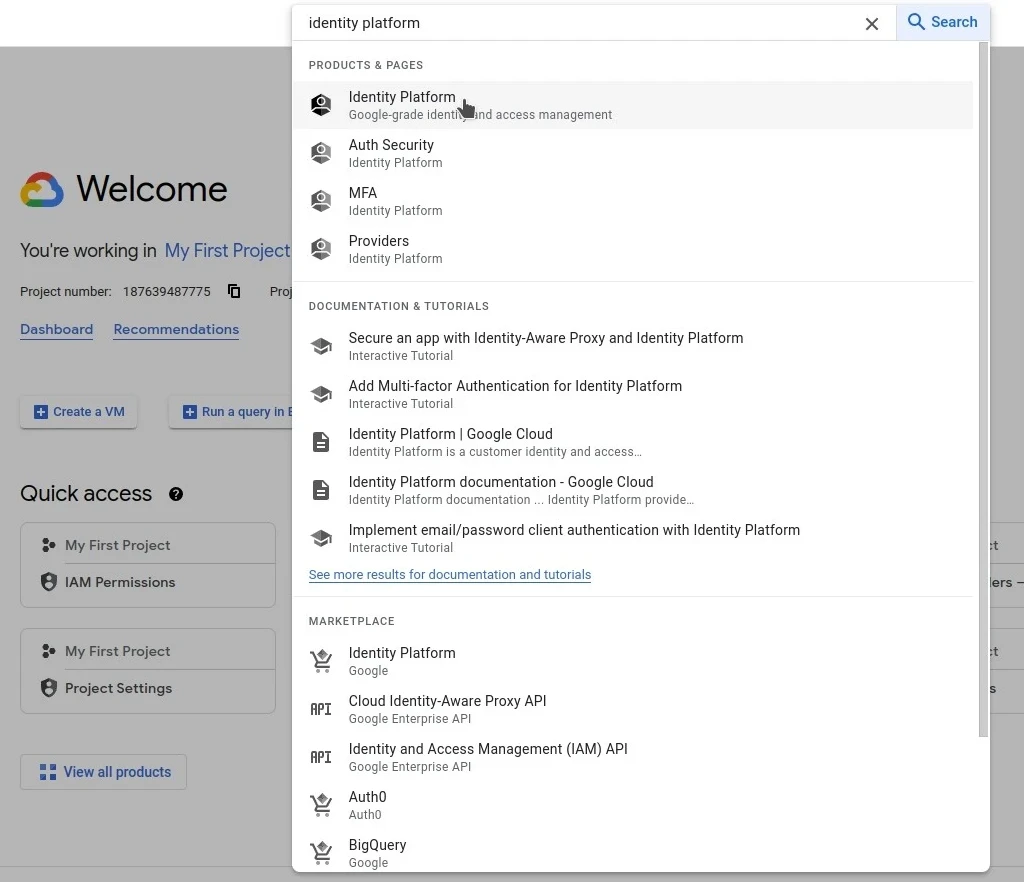 identity platform
Search
PRODUCTS & PAGES
Identity Platform
Google-grade identity and access management
Auth Security
Identity Platform
MFA
Identity Platform
Providers
Identity Platform
DOCUMENTATION & TUTORIALS
Secure an app with Identity-Aware Proxy and Identity Platform
Interactive Tutorial
Add Multi-factor Authentication for Identity Platform
Interactive Tutorial
Identity Platform | Google Cloud
Identity Platform is a customer identity and access…
Identity Platform documentation - Google Cloud
Identity Platform documentation ... Identity Platform provide…
Implement email/password client authentication with Identity Platform
Interactive Tutorial
See more results for documentation and tutorials
MARKETPLACE
Identity Platform
Google
Cloud Identity-Aware Proxy API
Google Enterprise API
Identity and Access Management (IAM) API
Google Enterprise API
Auth0
Auth0
BigQuery
Google
Welcome
You're working in My First Project
Project number: 187639487775 Proj
Dashboard Recommendations
Create a VM Run a query in
Quick access
My First Project
IAM Permissions
My First Project
Project Settings
View all products